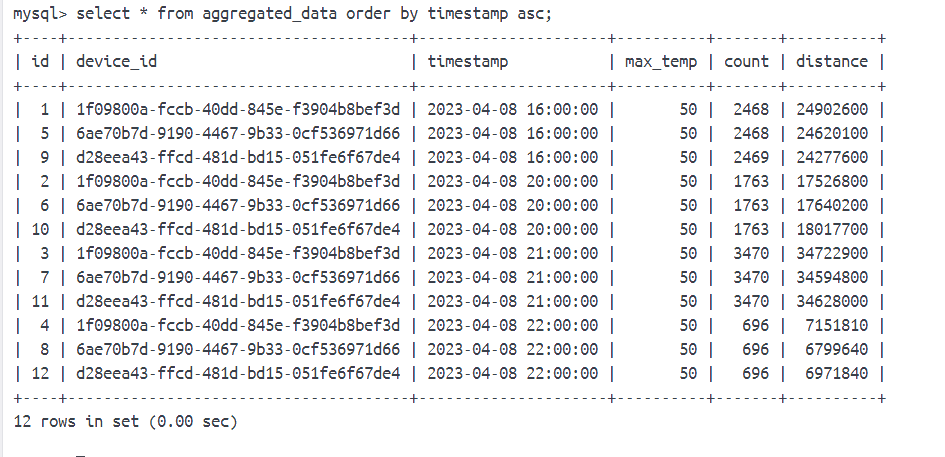 mysql> select * from aggregated_data order by timestamp asc;
+----+--------------------------------------+---------------------+----------+-------+----------+
| id | device_id                            | timestamp           | max_temp | count | distance |
+----+--------------------------------------+---------------------+----------+-------+----------+
|  1 | 1f09800a-fccb-40dd-845e-f3904b8bef3d | 2023-04-08 16:00:00 |       50 |  2468 | 24902600 |
|  5 | 6ae70b7d-9190-4467-9b33-0cf536971d66 | 2023-04-08 16:00:00 |       50 |  2468 | 24620100 |
|  9 | d28eea43-ffcd-481d-bd15-051fe6f67de4 | 2023-04-08 16:00:00 |       50 |  2469 | 24277600 |
|  2 | 1f09800a-fccb-40dd-845e-f3904b8bef3d | 2023-04-08 20:00:00 |       50 |  1763 | 17526800 |
|  6 | 6ae70b7d-9190-4467-9b33-0cf536971d66 | 2023-04-08 20:00:00 |       50 |  1763 | 17640200 |
| 10 | d28eea43-ffcd-481d-bd15-051fe6f67de4 | 2023-04-08 20:00:00 |       50 |  1763 | 18017700 |
|  3 | 1f09800a-fccb-40dd-845e-f3904b8bef3d | 2023-04-08 21:00:00 |       50 |  3470 | 34722900 |
|  7 | 6ae70b7d-9190-4467-9b33-0cf536971d66 | 2023-04-08 21:00:00 |       50 |  3470 | 34594800 |
| 11 | d28eea43-ffcd-481d-bd15-051fe6f67de4 | 2023-04-08 21:00:00 |       50 |  3470 | 34628000 |
|  4 | 1f09800a-fccb-40dd-845e-f3904b8bef3d | 2023-04-08 22:00:00 |       50 |   696 |  7151810 |
|  8 | 6ae70b7d-9190-4467-9b33-0cf536971d66 | 2023-04-08 22:00:00 |       50 |   696 |  6799640 |
| 12 | d28eea43-ffcd-481d-bd15-051fe6f67de4 | 2023-04-08 22:00:00 |       50 |   696 |  6971840 |
+----+--------------------------------------+---------------------+----------+-------+----------+
12 rows in set (0.00 sec)